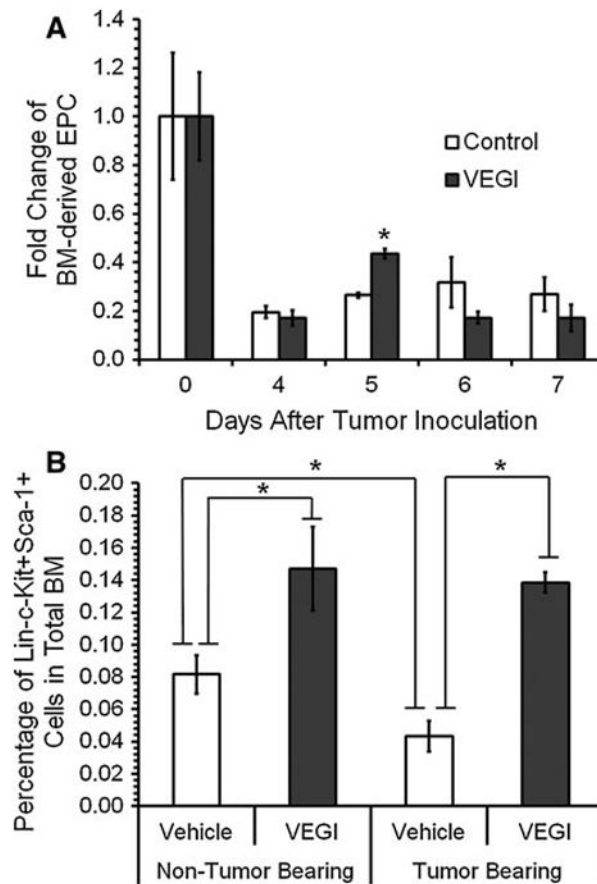 A
Fold Change of
BM-derived EPC
1.4
1.2
1.0
0.8
0.6
0.4
0.2
0.0
Control
VEGI
*
0 4 5 6 7
Days After Tumor Inoculation
B
Percentage of Lin-c-Kit+Sca-1+
Cells in Total BM
0.20
0.18
0.16
0.14
0.12
0.10
0.08
0.06
0.04
0.02
0.00
*
*
*
Vehicle VEGI Vehicle VEGI
Non-Tumor Bearing Tumor Bearing